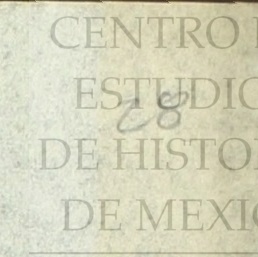 CENTRO
ESTUDIO
28
DE HISTO
DE MEXIC